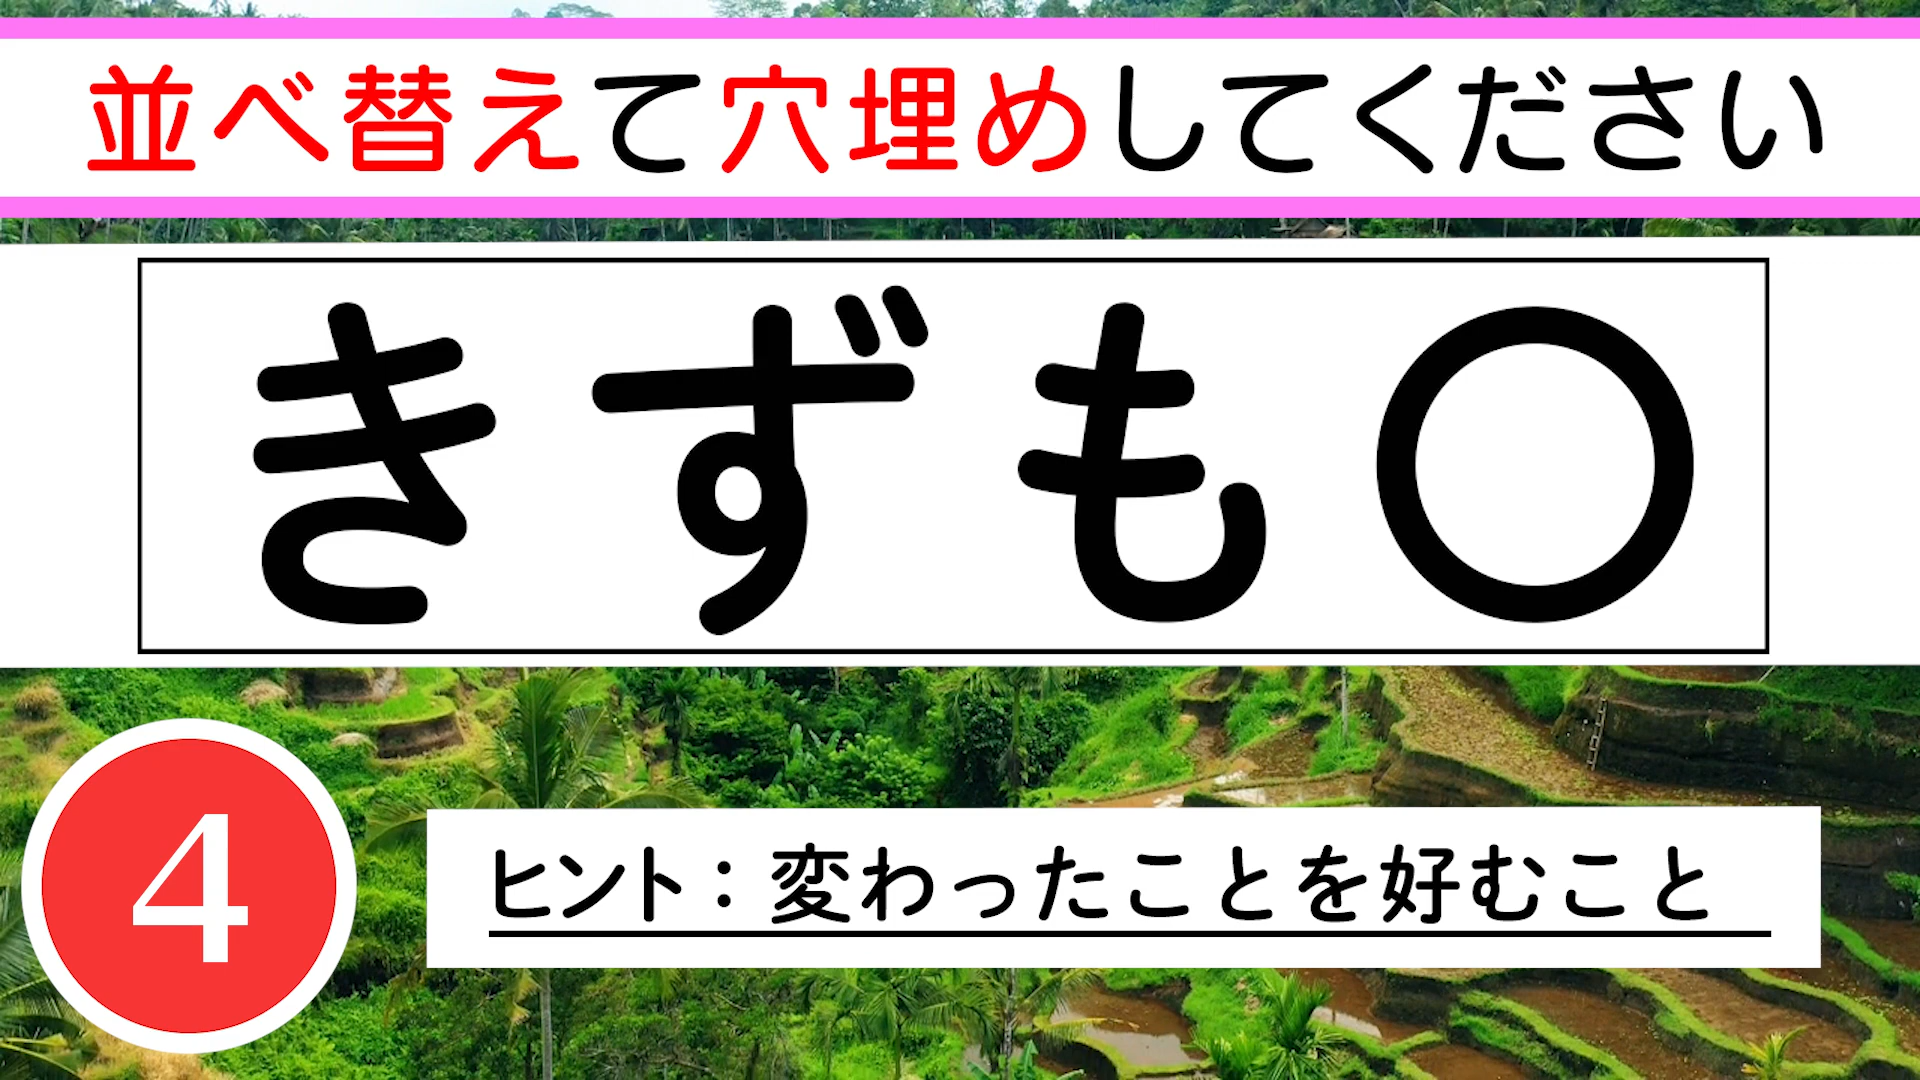 並べ替えて穴埋めしてください
きずも〇
4
ヒント：変わったことを好むこと